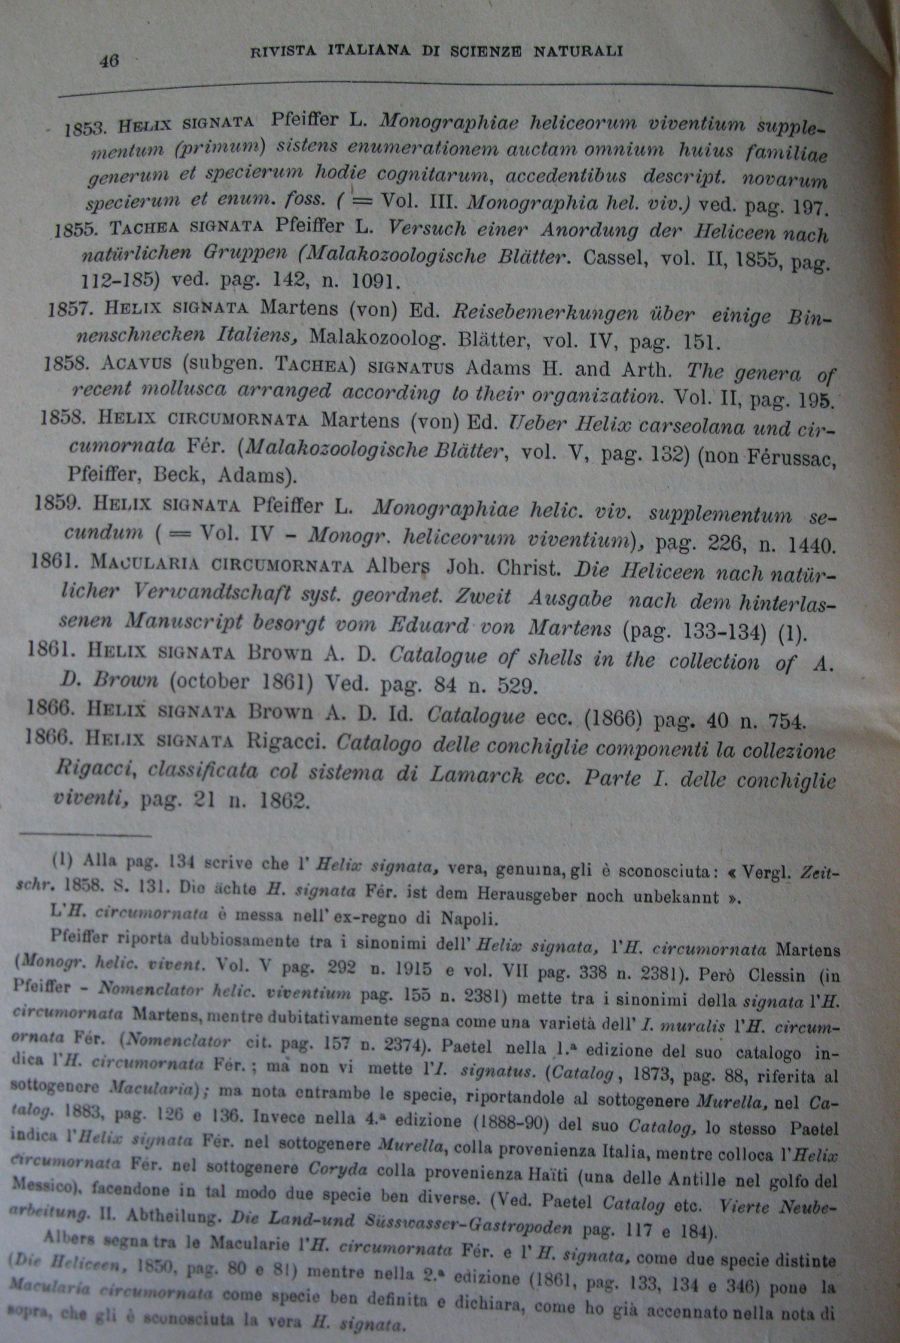 46 RIVISTA ITALIANA DI SCIENZE NATURALI
1853. HELIX SIGNATA Pfeiffer L. Monographiae heliceorum viventium supple-
mentum (primum) sistens enumerationem auctam omnium huius familiae
generum et specierum hodie cognitarum, accedentibus descript. novarum
specierum et enum. foss. ( = Vol. III. Monographia hel. viv.) ved. pag. 197.
1855. TACHEA SIGNATA Pfeiffer L. Versuch einer Anordung der Heliceen nach
natürlichen Gruppen (Malakozoologische Blätter. Cassel, vol. II, 1855, pag.
112-185) ved. pag. 142, n. 1091.
1857. HELIX SIGNATA Martens (von) Ed. Reisebemerkungen über einige Bin-
nenschnecken Italiens, Malakozoolog. Blätter, vol. IV, pag. 151.
1858. ACAVUS (subgen. TACHEA) SIGNATUS Adams H. and Arth. The genera of
recent mollusca arranged according to their organization. Vol. II, pag. 195.
1858. HELIX CIRCUMORNATA Martens (von) Ed. Ueber Helix carseolana und cir-
cumornata Fér. (Malakozoologische Blätter, vol. V, pag. 132) (non Férussac,
Pfeiffer, Beck, Adams).
1859. HELIX SIGNATA Pfeiffer L. Monographiae helic. viv. supplementum se-
cundum ( = Vol. IV - Monogr. heliceorum viventium), pag. 226, n. 1440.
1861. MACULARIA CIRCUMORNATA Albers Joh. Christ. Die Heliceen nach natür-
licher Verwandtschaft syst. geordnet. Zweit Ausgabe nach dem hinterlas-
senen Manuscript besorgt vom Eduard von Martens (pag. 133-134) (1).
1861. HELIX SIGNATA Brown A. D. Catalogue of shells in the collection of A.
D. Brown (october 1861) Ved. pag. 84 n. 529.
1866. HELIX SIGNATA Brown A. D. Id. Catalogue ecc. (1866) pag. 40 n. 754.
1866. HELIX SIGNATA Rigacci. Catalogo delle conchiglie componenti la collezione
Rigacci, classificata col sistema di Lamarck ecc. Parte I. delle conchiglie
viventi, pag. 21 n. 1862.
(1) Alla pag. 134 scrive che l' Helix signata, vera, genuina, gli è sconosciuta: « Vergl. Zeit-
schr. 1858. S. 131. Die ächte H. signata Fér. ist dem Herausgeber noch unbekannt ».
L'H. circumornata è messa nell' ex-regno di Napoli.
Pfeiffer riporta dubbiosamente tra i sinonimi dell' Helix signata, l'H. circumornata Martens
(Monogr. helic. vivent. Vol. V pag. 292 n. 1915 e vol. VII pag. 338 n. 2381). Però Clessin (in
Pfeiffer - Nomenclator helic. viventium pag. 155 n. 2381) mette tra i sinonimi della signata l'H.
circumornata Martens, mentre dubitativamente segna come una varietà dell' I. muralis l'H. circum-
ornata Fér. (Nomenclator cit. pag. 157 n. 2374). Paetel nella 1.ª edizione del suo catalogo in-
dica l'H. circumornata Fér.; mà non vi mette l'I. signatus. (Catalog, 1873, pag. 88, riferita al
sottogenere Macularia); ma nota entrambe le specie, riportandole al sottogenere Murella, nel Ca-
talog. 1883, pag. 126 e 136. Invece nella 4.ª edizione (1888-90) del suo Catalog, lo stesso Paetel
indica l'Helix signata Fér. nel sottogenere Murella, colla provenienza Italia, mentre colloca l'Helix
circumornata Fér. nel sottogenere Coryda colla provenienza Haïti (una delle Antille nel golfo del
Messico), facendone in tal modo due specie ben diverse. (Ved. Paetel Catalog etc. Vierte Neube-
arbeitung. II. Abtheilung. Die Land-und Süsswasser-Gastropoden pag. 117 e 184).
Albers segna tra le Macularie l'H. circumornata Fér. e l' H. signata, come due specie distinte
(Die Heliceen, 1850, pag. 80 e 81) mentre nella 2.ª edizione (1861, pag. 133, 134 e 346) pone la
Macularia circumornata come specie ben definita e dichiara, come ho già accennato nella nota di
sopra, che gli è sconosciuta la vera H. signata.